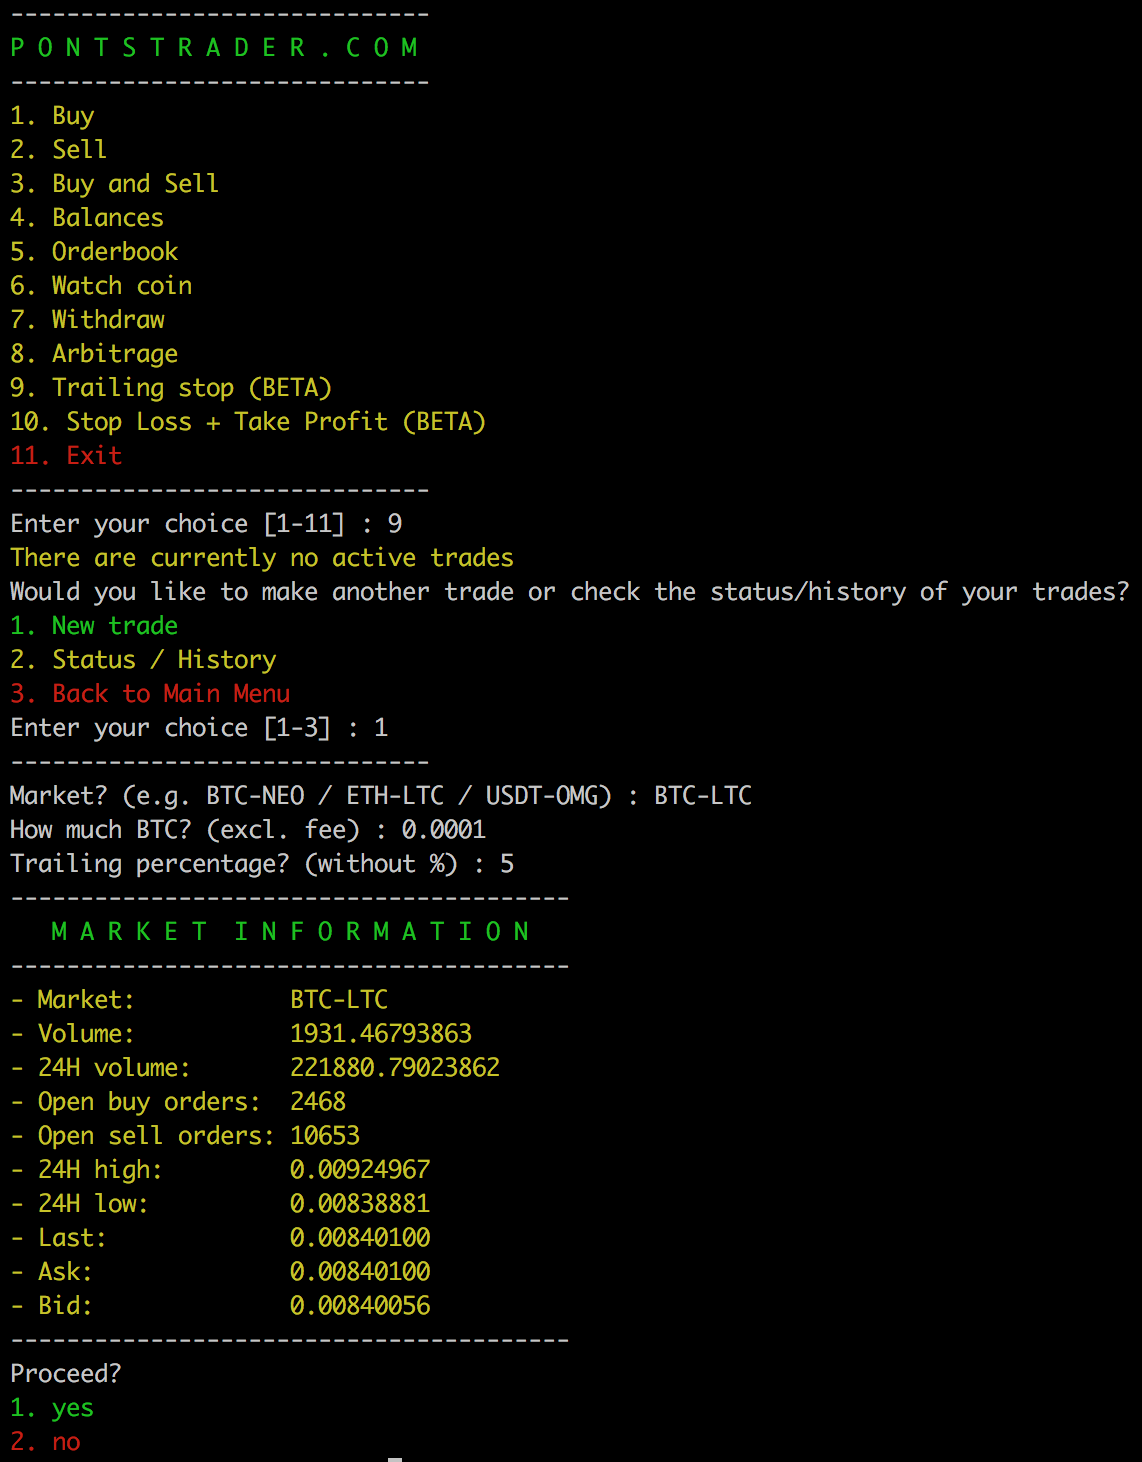 ------------------------------
P O N T S T R A D E R . C O M
------------------------------
1. Buy
2. Sell
3. Buy and Sell
4. Balances
5. Orderbook
6. Watch coin
7. Withdraw
8. Arbitrage
9. Trailing stop (BETA)
10. Stop Loss + Take Profit (BETA)
11. Exit
------------------------------
Enter your choice [1-11] : 9
There are currently no active trades
Would you like to make another trade or check the status/history of your trades?
1. New trade
2. Status / History
3. Back to Main Menu
Enter your choice [1-3] : 1
------------------------------
Market? (e.g. BTC-NEO / ETH-LTC / USDT-OMG) : BTC-LTC
How much BTC? (excl. fee) : 0.0001
Trailing percentage? (without %) : 5
----------------------------------------
M A R K E T  I N F O R M A T I O N
----------------------------------------
- Market:           BTC-LTC
- Volume:           1931.46793863
- 24H volume:       221880.79023862
- Open buy orders:  2468
- Open sell orders: 10653
- 24H high:         0.00924967
- 24H low:          0.00838881
- Last:             0.00840100
- Ask:              0.00840100
- Bid:              0.00840056
----------------------------------------
Proceed?
1. yes
2. no